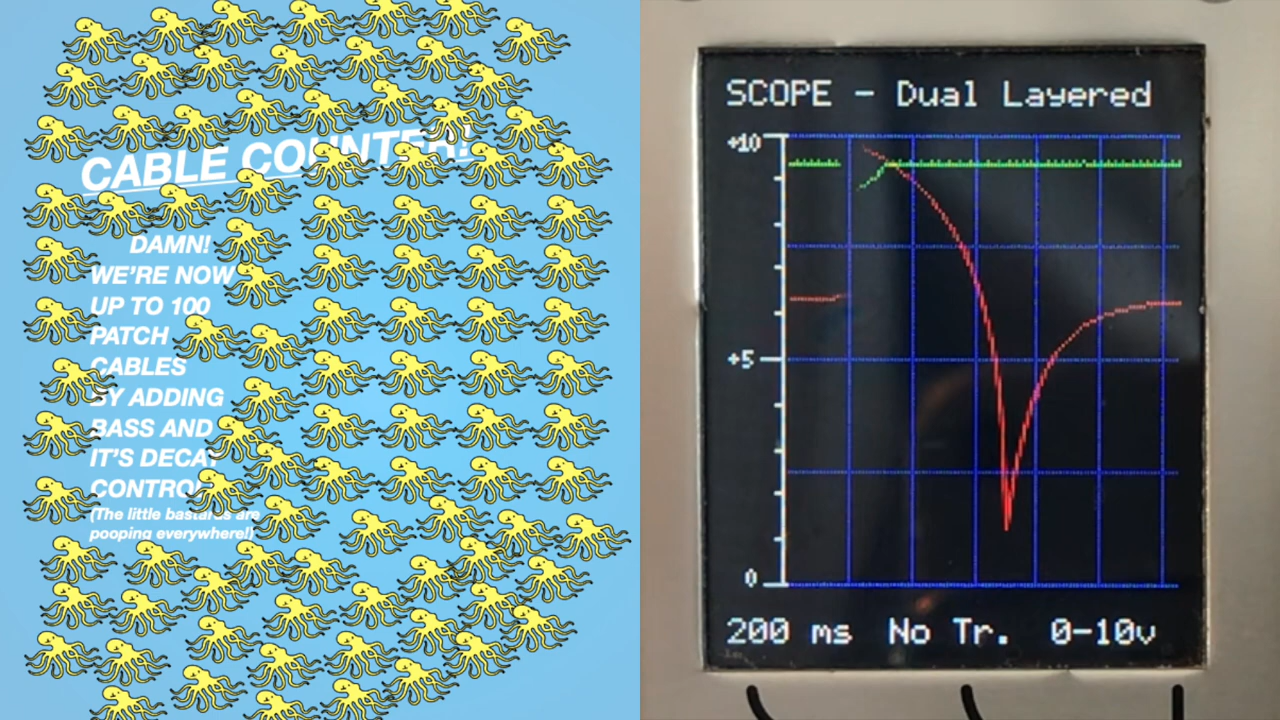 CABLE COUNTER!
DAMN!
WE'RE NOW
UP TO 100
PATCH
CABLES
BY ADDING
BASS AND
IT'S DECAY
CONTROL
(The little bastards are
pooping everywhere!)
SCOPE - Dual Layered
+10
+5
0
200 ms No Tr. 0-10v